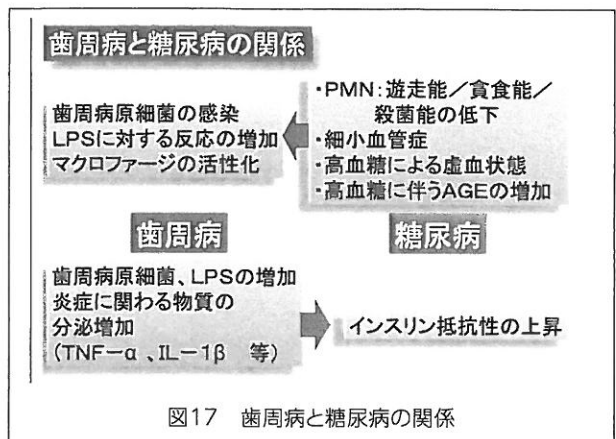 歯周病と糖尿病の関係
歯周病原細菌の感染
LPSに対する反応の増加
マクロファージの活性化
・PMN：遊走能／貪食能／
殺菌能の低下
・細小血管症
・高血糖による虚血状態
・高血糖に伴うAGEの増加
歯周病
糖尿病
歯周病原細菌、LPSの増加
炎症に関わる物質の
分泌増加
（TNF－α 、IL－1β　等）
インスリン抵抗性の上昇
図17　歯周病と糖尿病の関係